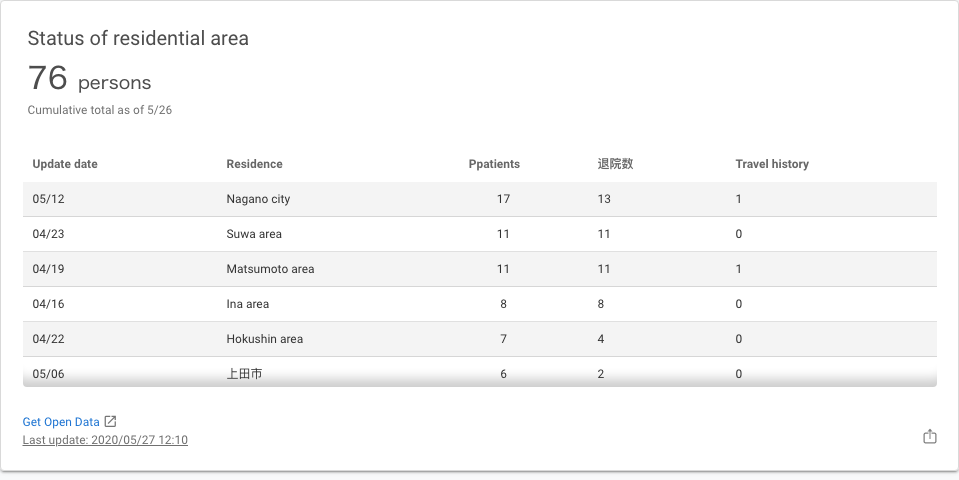 Status of residential area
76 persons
Cumulative total as of 5/26
Update date Residence Ppatients 退院数 Travel history
05/12 Nagano city 17 13 1
04/23 Suwa area 11 11 0
04/19 Matsumoto area 11 11 1
04/16 Ina area 8 8 0
04/22 Hokushin area 7 4 0
05/06 上田市 6 2 0
Get Open Data
Last update: 2020/05/27 12:10